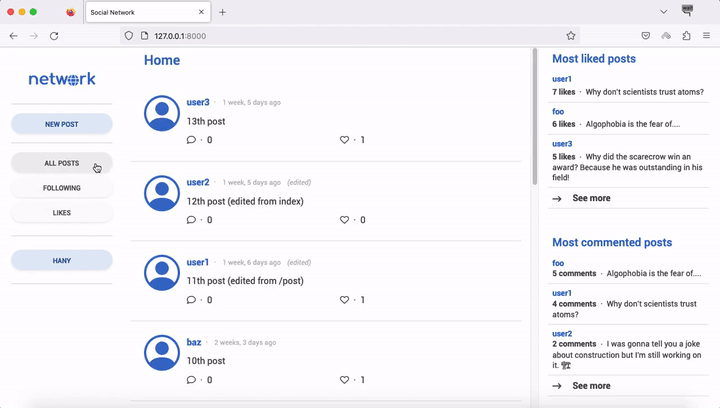 Social Network
127.0.0.1:8000
network
NEW POST
ALL POSTS
FOLLOWING
LIKES
HANY
Home
user3 · 1 week, 5 days ago
13th post
· 0 · 1
user2 · 1 week, 5 days ago (edited)
12th post (edited from index)
· 0 · 0
user1 · 1 week, 6 days ago (edited)
11th post (edited from /post)
· 0 · 1
baz · 2 weeks, 3 days ago
10th post
· 0 · 1
Most liked posts
user1
7 likes · Why don't scientists trust atoms?
foo
6 likes · Algophobia is the fear of....
user3
5 likes · Why did the scarecrow win an
award? Because he was outstanding in his
field!
See more
Most commented posts
foo
5 comments · Algophobia is the fear of....
user1
4 comments · Why don't scientists trust
atoms?
user2
2 comments · I was gonna tell you a joke
about construction but I'm still working on
it. 🏗
See more